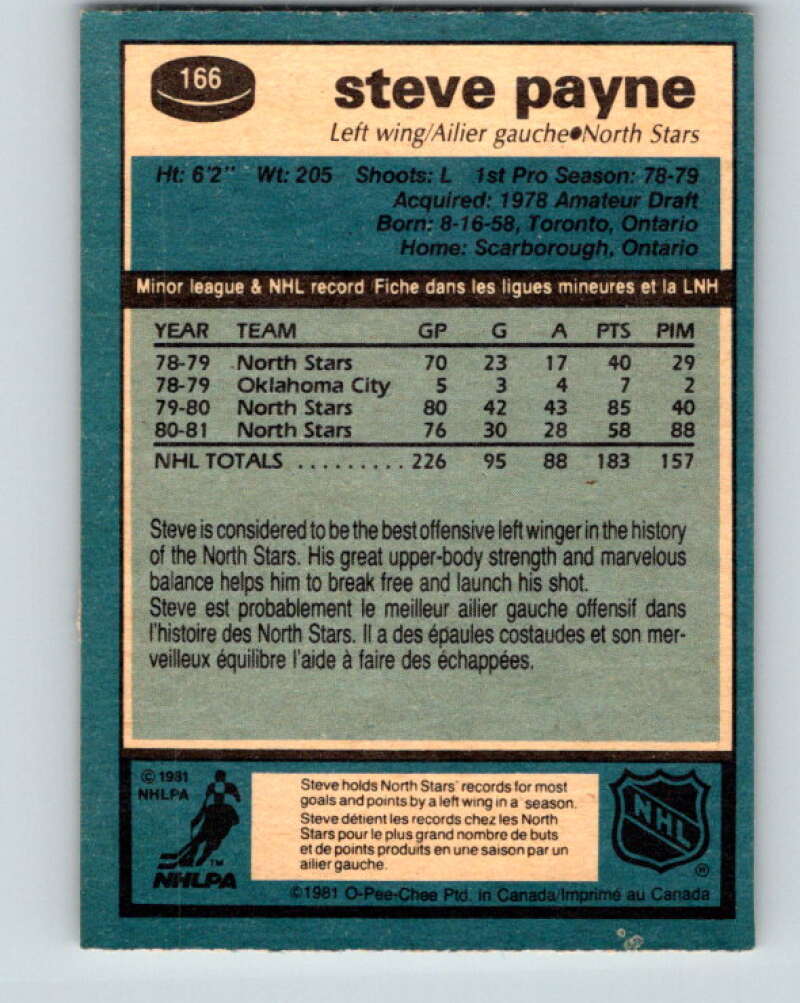 166
steve payne
Left wing/Ailier gauche●North Stars
Ht: 6'2" Wt: 205 Shoots: L 1st Pro Season: 78-79
Acquired: 1978 Amateur Draft
Born: 8-16-58, Toronto, Ontario
Home: Scarborough, Ontario
Minor league & NHL record Fiche dans les ligues mineures et la LNH
YEAR TEAM GP G A PTS PIM
78-79 North Stars 70 23 17 40 29
78-79 Oklahoma City 5 3 4 7 2
79-80 North Stars 80 42 43 85 40
80-81 North Stars 76 30 28 58 88
NHL TOTALS ......... 226 95 88 183 157
Steve is considered to be the best offensive left winger in the history
of the North Stars. His great upper-body strength and marvelous
balance helps him to break free and launch his shot.
Steve est probablement le meilleur ailier gauche offensif dans
l'histoire des North Stars. Il a des épaules costaudes et son mer-
veilleux équilibre l'aide à faire des échappées.
© 1981
NHLPA
TM
NHLPA
Steve holds North Stars' records for most
goals and points by a left wing in a season.
Steve détient les records chez les North
Stars pour le plus grand nombre de buts
et de points produits en une saison par un
ailier gauche.
NHL
®
©1981 O-Pee-Chee Ptd. in Canada/Imprimé au Canada